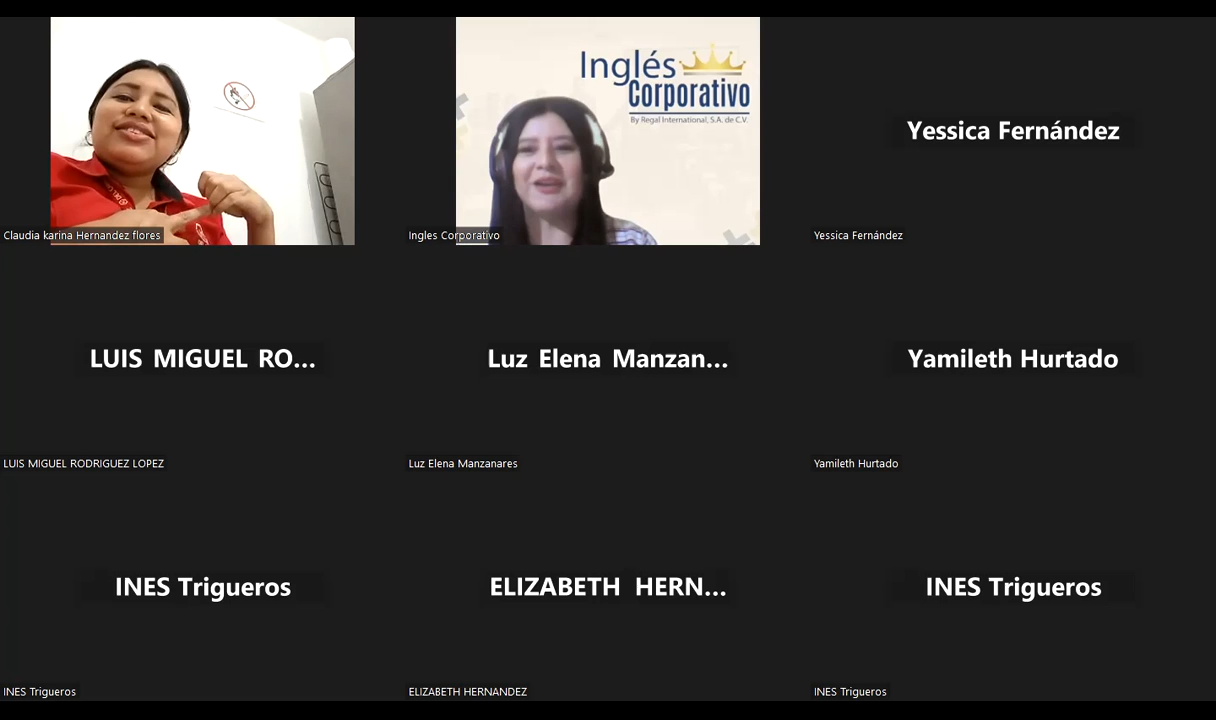 Inglés
Corporativo
By Regal International, S.A. de C.V.
Yessica Fernández
Claudia karina Hernandez flores
Ingles Corporativo
Yessica Fernández
LUIS MIGUEL RO...
Luz Elena Manzan...
Yamileth Hurtado
LUIS MIGUEL RODRIGUEZ LOPEZ
Luz Elena Manzanares
Yamileth Hurtado
INES Trigueros
ELIZABETH HERN...
INES Trigueros
INES Trigueros
ELIZABETH HERNANDEZ
INES Trigueros